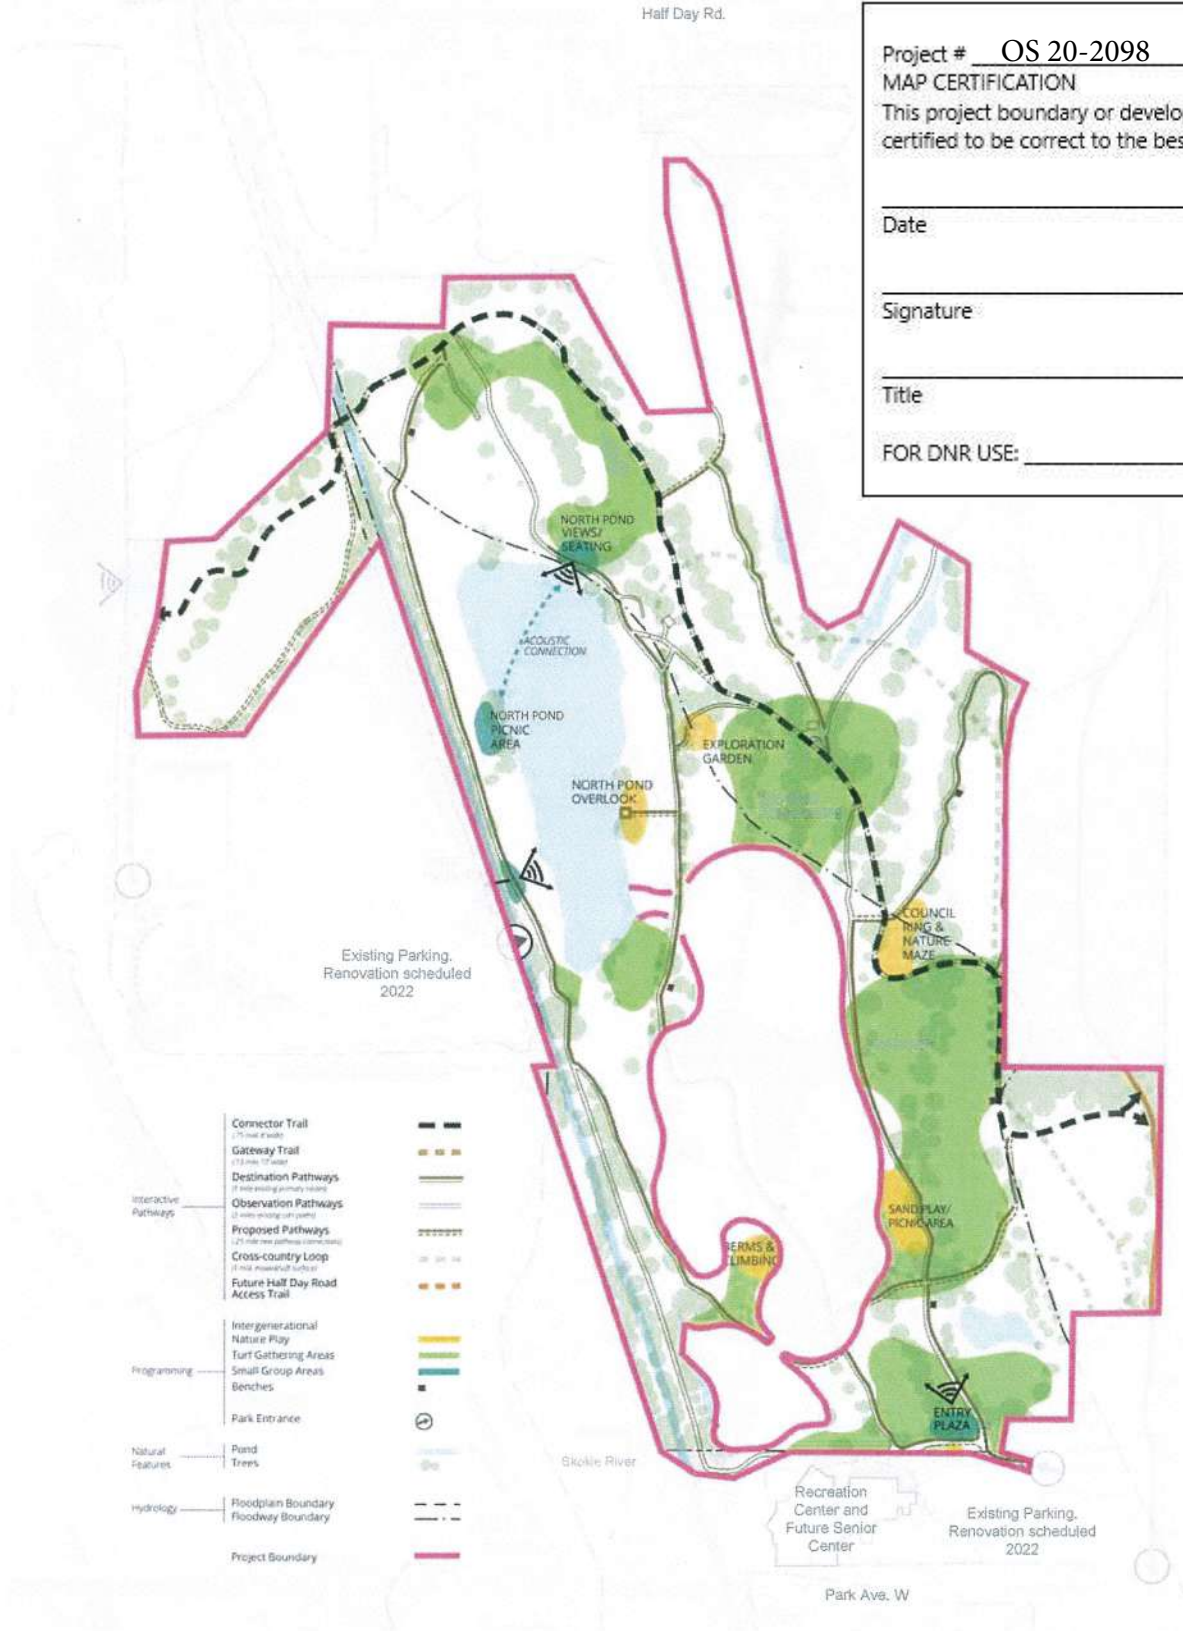 Half Day Rd.
Project # OS 20-2098
MAP CERTIFICATION
This project boundary or develo
certified to be correct to the bes
Date
Signature
Title
FOR DNR USE:
NORTH POND
VIEWS/
SEATING
ACOUSTIC
CONNECTION
NORTH POND
PICNIC
AREA
EXPLORATION
GARDEN
NORTH POND
OVERLOOK
COUNCIL
RING &
NATURE
MAZE
Existing Parking.
Renovation scheduled
2022
SAND PLAY/
PICNIC AREA
BERMS &
CLIMBING
ENTRY
PLAZA
Interactive
Pathways
Connector Trail
Gateway Trail
Destination Pathways
Observation Pathways
Proposed Pathways
Cross-country Loop
Future Half Day Road
Access Trail
Programming
Intergenerational
Nature Play
Turf Gathering Areas
Small Group Areas
Benches
Park Entrance
Natural
Features
Pond
Trees
Hydrology
Floodplain Boundary
Floodway Boundary
Project Boundary
Skokie River
Recreation
Center and
Future Senior
Center
Existing Parking.
Renovation scheduled
2022
Park Ave. W